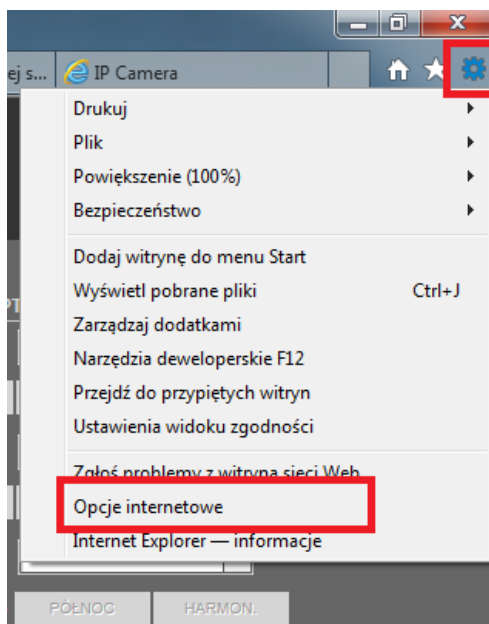 ej s... IP Camera
Drukuj
Plik
Powiększenie (100%)
Bezpieczeństwo
Dodaj witrynę do menu Start
Wyświetl pobrane pliki Ctrl+J
Zarządzaj dodatkami
Narzędzia deweloperskie F12
Przejdź do przypiętych witryn
Ustawienia widoku zgodności
Zgłoś problemy z witryną sieci Web
Opcje internetowe
Internet Explorer — informacje
PÓŁNOC HARMON.